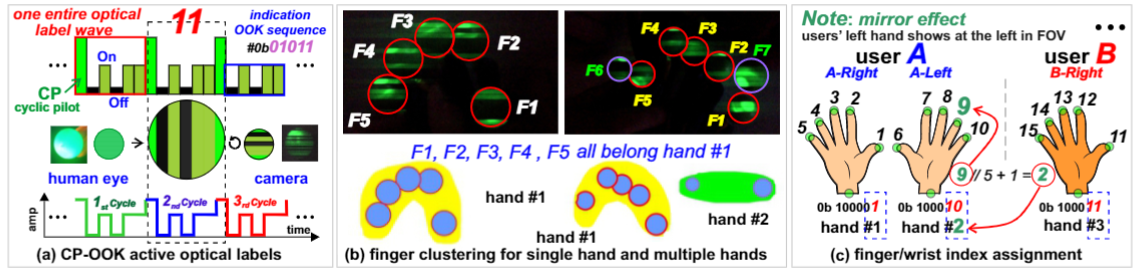 one entire optical
label wave
11
indication
OOK sequence
#0b01011
On
Off
CP
cyclic pilot
human eye
camera
amp
1st Cycle
2nd Cycle
3rd Cycle
time
(a) CP-OOK active optical labels
F3
F4
F2
F5
F1
F4
F3
F2
F7
F6
F5
F1
F1, F2, F3, F4 , F5 all belong hand #1
hand #1
hand #1
hand #2
(b) finger clustering for single hand and multiple hands
Note: mirror effect
users' left hand shows at the left in FOV
user A
user B
A-Right
A-Left
B-Right
5 4 3 2 1
6 7 8 9 10
15 14 13 12 11
9 // 5 + 1 = 2
0b 10001
0b 100010
0b 100011
hand #1
hand #2
hand #3
(c) finger/wrist index assignment